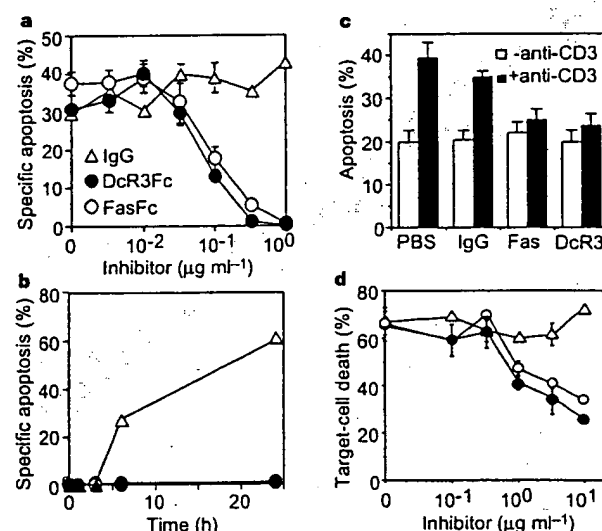 a
Specific apoptosis (%)
50
40
30
20
10
0
IgG
DcR3Fc
FasFc
0 10-2 10-1 100
Inhibitor (µg ml–1)
b
Specific apoptosis (%)
80
60
40
20
0
0 10 20
Time (h)
c
Apoptosis (%)
40
30
20
10
0
-anti-CD3
+anti-CD3
PBS IgG Fas DcR3
d
Target-cell death (%)
80
60
40
20
0 10-1 100 101
Inhibitor (µg ml–1)